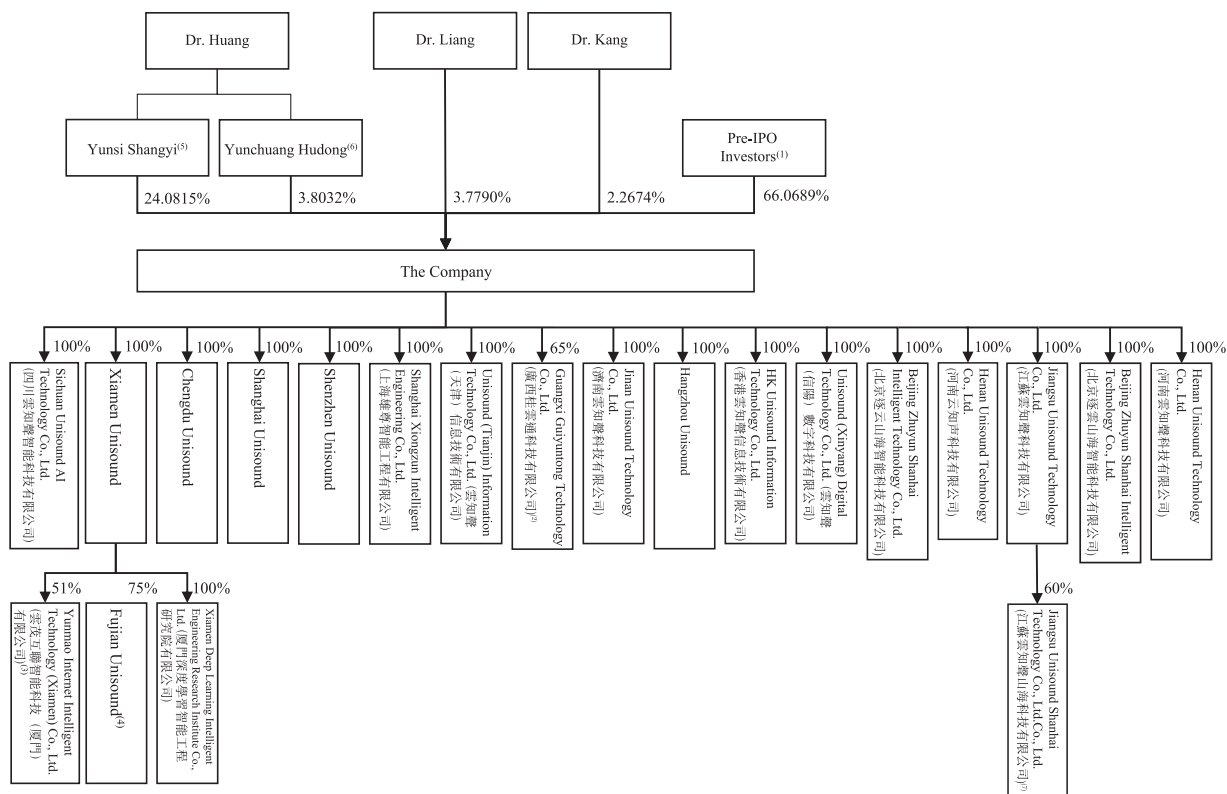 Dr. Huang
Dr. Liang
Dr. Kang
Yunsi Shangyi(5)
Yunchuang Hudong(6)
Pre-IPO
Investors(1)
24.0815%
3.8032%
3.7790%
2.2674%
66.0689%
The Company
100%
100%
100%
100%
100%
100%
100%
65%
100%
100%
100%
100%
100%
100%
100%
100%
100%
Sichuan Unisound AI
Technology Co., Ltd.
(四川雲知聲智能科技有限公司)
Xiamen Unisound
Chengdu Unisound
Shanghai Unisound
Shenzhen Unisound
Shanghai Xiongzun Intelligent
Engineering Co., Ltd.
(上海雄尊智能工程有限公司)
Unisound (Tianjin) Information
Technology Co., Ltd. (雲知聲
(天津)信息技術有限公司)
Guangxi Guiyuntong Technology
Co., Ltd.
(廣西桂雲通科技有限公司)(2)
Jinan Unisound Technology
Co., Ltd.
(濟南雲知聲科技有限公司)
Hangzhou Unisound
HK Unisound Information
Technology Co., Ltd.
(香港雲知聲信息技術有限公司)
Unisound (Xinyang) Digital
Technology Co., Ltd. (雲知聲
(信陽)數字科技有限公司)
Beijing Zhuyun Shanhai
Intelligent Technology Co., Ltd.
(北京逐云山海智能科技有限公司)
Henan Unisound Technology
Co., Ltd.
(河南云知声科技有限公司)
Jiangsu Unisound Technology
Co., Ltd.
(江蘇雲知聲科技有限公司)
Beijing Zhuyun Shanhai Intelligent
Technology Co., Ltd.
(北京逐雲山海智能科技有限公司)
Henan Unisound Technology
Co., Ltd.
(河南雲知聲科技有限公司)
51%
75%
100%
60%
Yunmao Internet Intelligent
Technology (Xiamen) Co., Ltd.
(雲茂互聯智能科技（廈門）
有限公司)(3)
Fujian Unisound(4)
Xiamen Deep Learning Intelligent
Engineering Research Institute Co.,
Ltd. (廈門深度學習智能工程
研究院有限公司)
Jiangsu Unisound Shanhai
Technology Co., Ltd.Co., Ltd.
(江蘇雲知聲山海科技有限公司)(7)